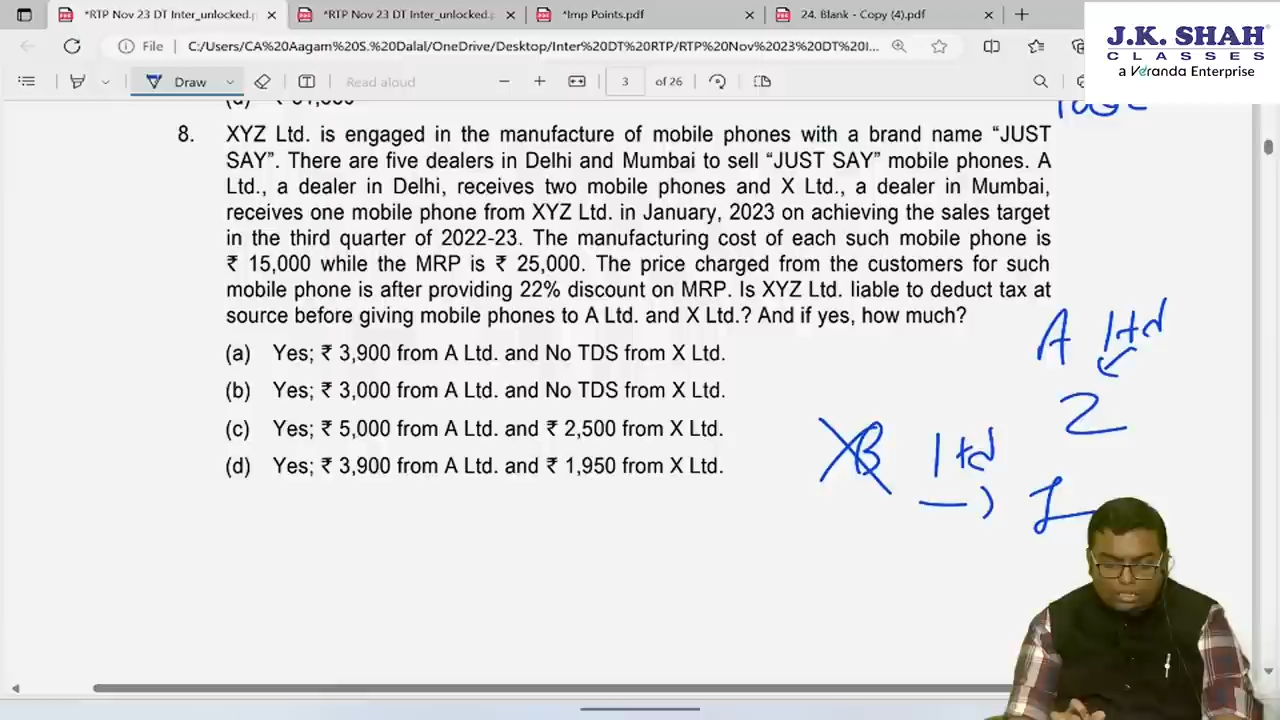 *RTP Nov 23 DT Inter_unlocked.p
*RTP Nov 23 DT Inter_unlocked.p
*Imp Points.pdf
24. Blank - Copy (4).pdf
File
C:/Users/CA%20Aagam%20S.%20Dalal/OneDrive/Desktop/Inter%20DT%20RTP/RTP%20Nov%202023%20DT%20I...
J.K. SHAH
CLASSES
a Veranda Enterprise
Draw
Read aloud
3
of 26
8. XYZ Ltd. is engaged in the manufacture of mobile phones with a brand name “JUST
SAY”. There are five dealers in Delhi and Mumbai to sell “JUST SAY” mobile phones. A
Ltd., a dealer in Delhi, receives two mobile phones and X Ltd., a dealer in Mumbai,
receives one mobile phone from XYZ Ltd. in January, 2023 on achieving the sales target
in the third quarter of 2022-23. The manufacturing cost of each such mobile phone is
₹ 15,000 while the MRP is ₹ 25,000. The price charged from the customers for such
mobile phone is after providing 22% discount on MRP. Is XYZ Ltd. liable to deduct tax at
source before giving mobile phones to A Ltd. and X Ltd.? And if yes, how much?
(a) Yes; ₹ 3,900 from A Ltd. and No TDS from X Ltd.
(b) Yes; ₹ 3,000 from A Ltd. and No TDS from X Ltd.
(c) Yes; ₹ 5,000 from A Ltd. and ₹ 2,500 from X Ltd.
(d) Yes; ₹ 3,900 from A Ltd. and ₹ 1,950 from X Ltd.
A ltd
2
ltd
1